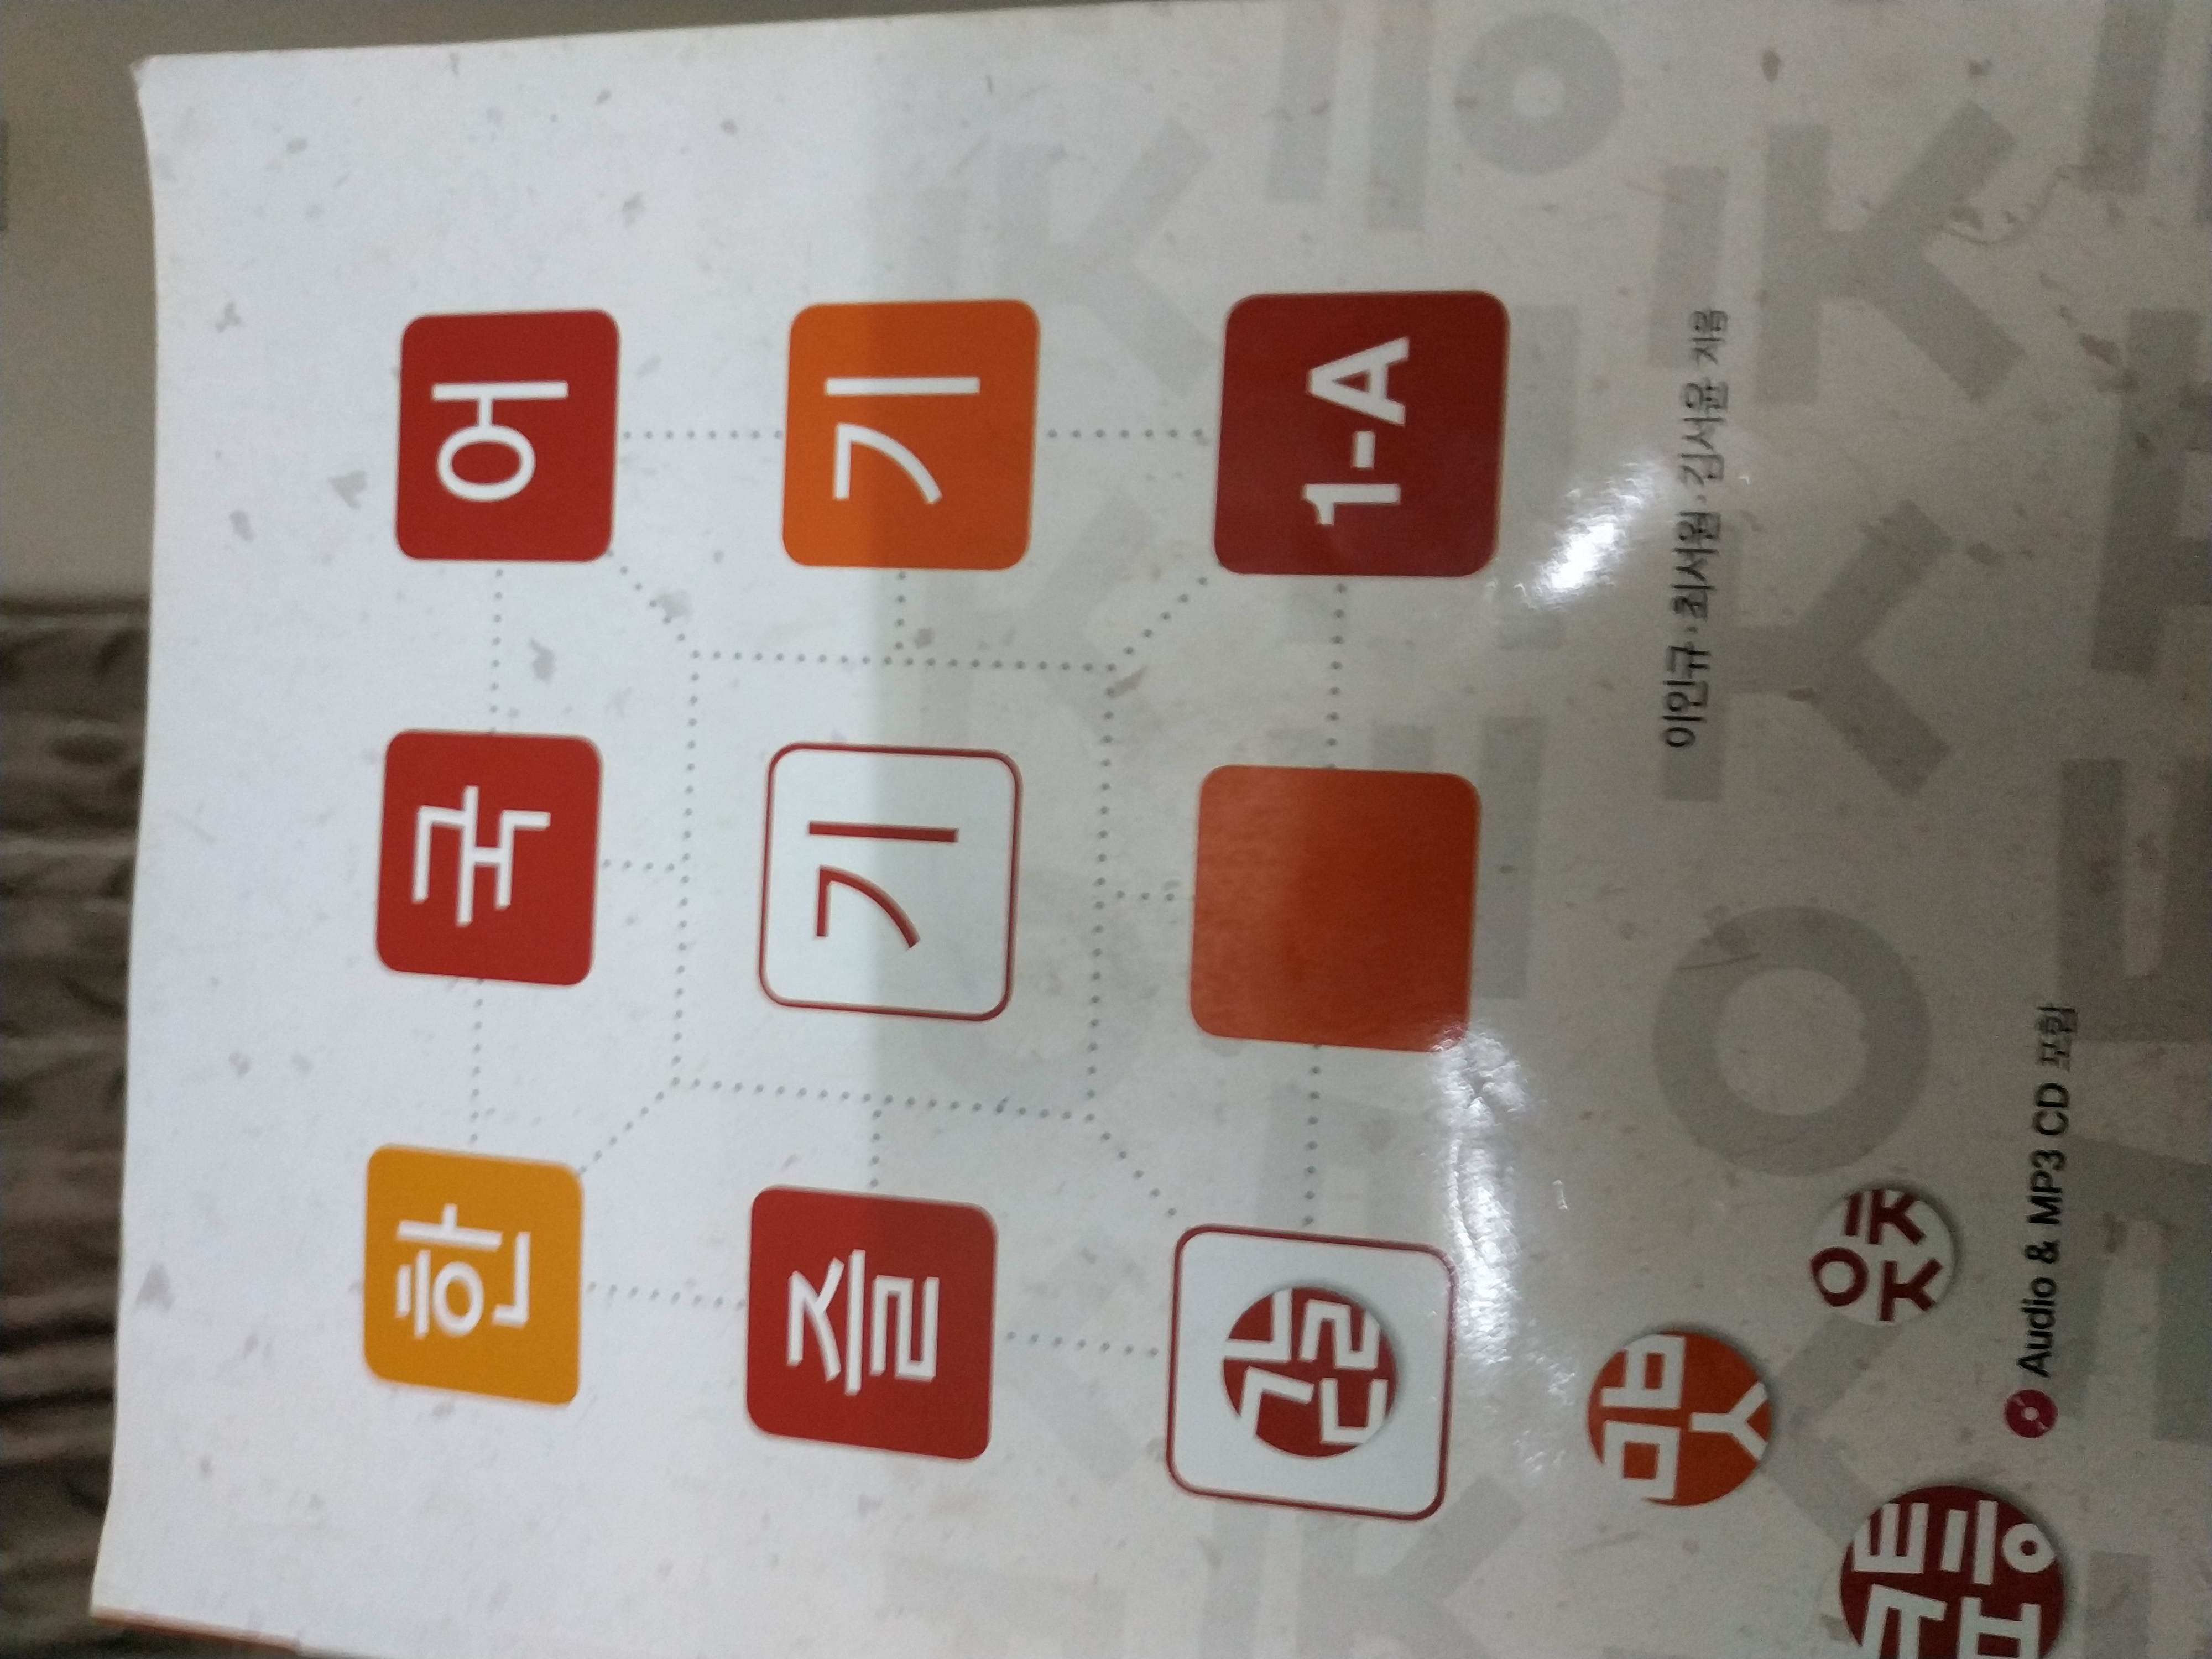 한 국 어
즐 기 기
1-A
이인규·최서원·김서윤 지음
Audio & MP3 CD 포함